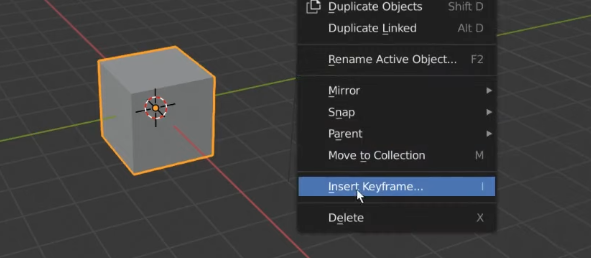 Duplicate Objects Shift D
Duplicate Linked Alt D
Rename Active Object... F2
Mirror
Snap
Parent
Move to Collection M
Insert Keyframe... I
Delete X